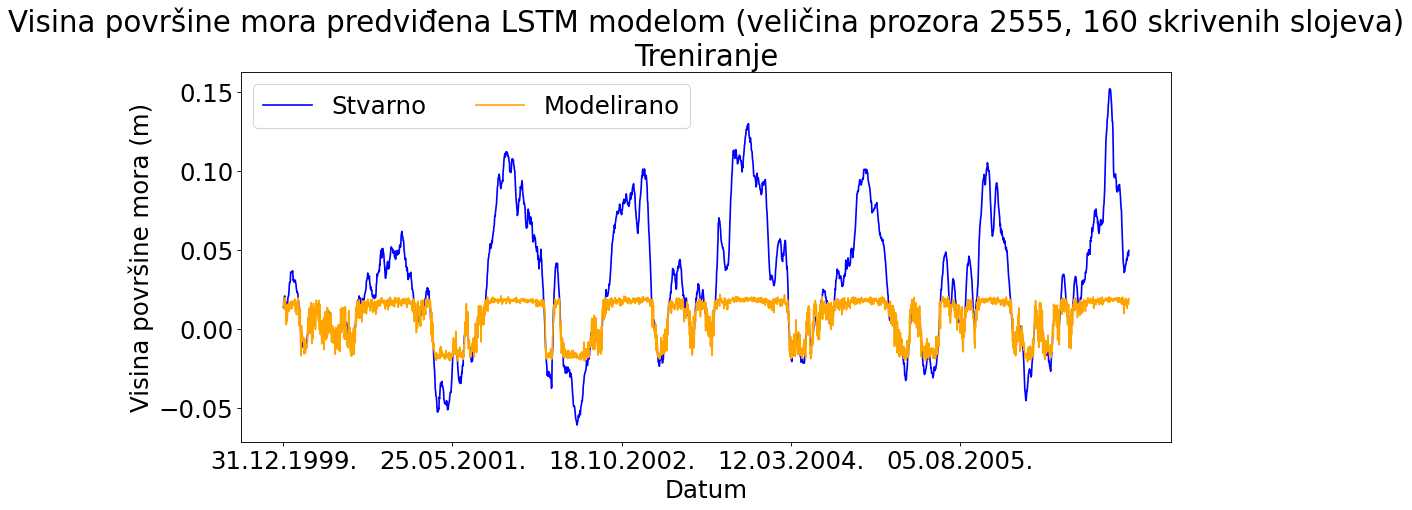 Visina površine mora predviđena LSTM modelom (veličina prozora 2555, 160 skrivenih slojeva)
Treniranje
Stvarno Modelirano
Visina površine mora (m)
0.15
0.10
0.05
0.00
−0.05
31.12.1999. 25.05.2001. 18.10.2002. 12.03.2004. 05.08.2005.
Datum